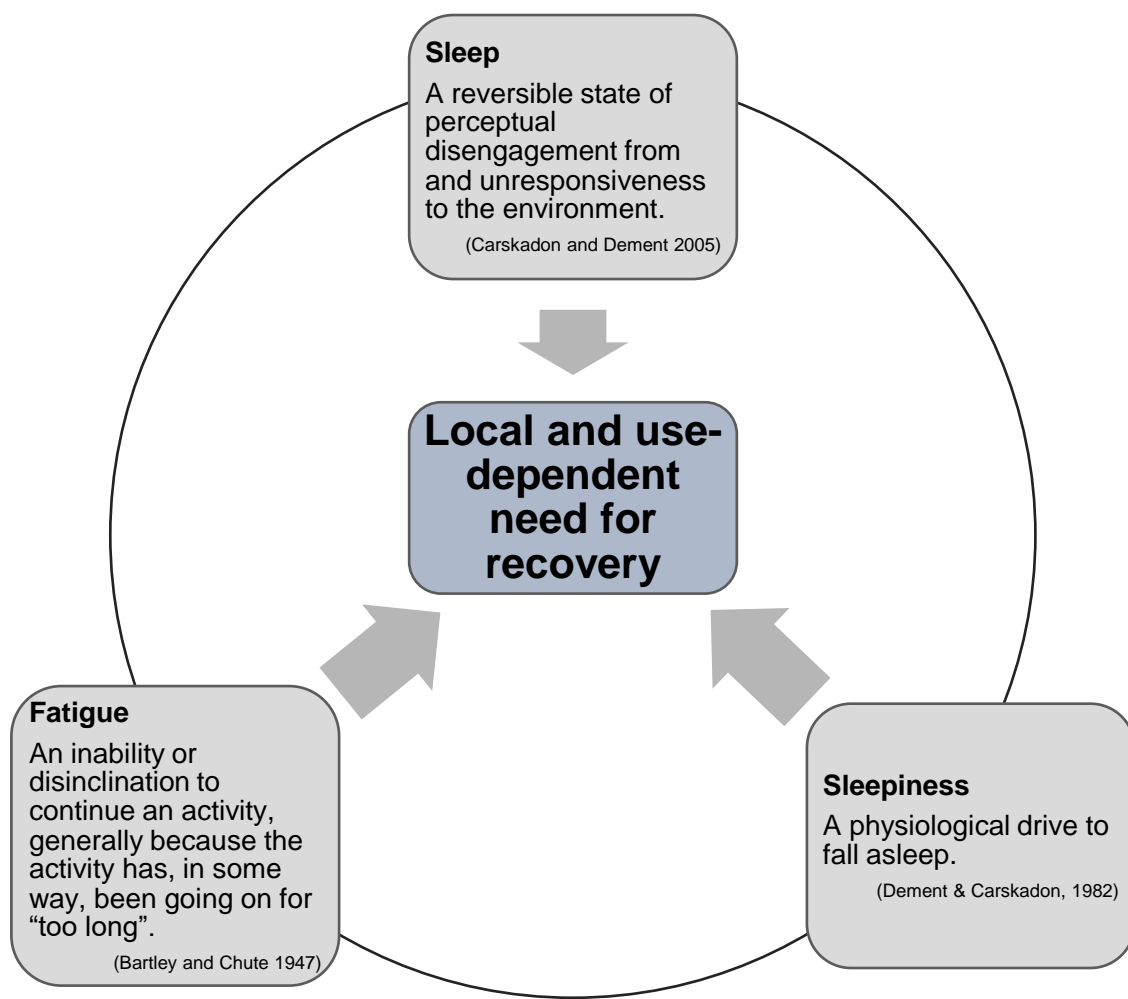 Sleep
A reversible state of
perceptual
disengagement from
and unresponsiveness
to the environment.
(Carskadon and Dement 2005)
Local and use-
dependent
need for
recovery
Fatigue
An inability or
disinclination to
continue an activity,
generally because the
activity has, in some
way, been going on for
“too long”.
(Bartley and Chute 1947)
Sleepiness
A physiological drive to
fall asleep.
(Dement & Carskadon, 1982)